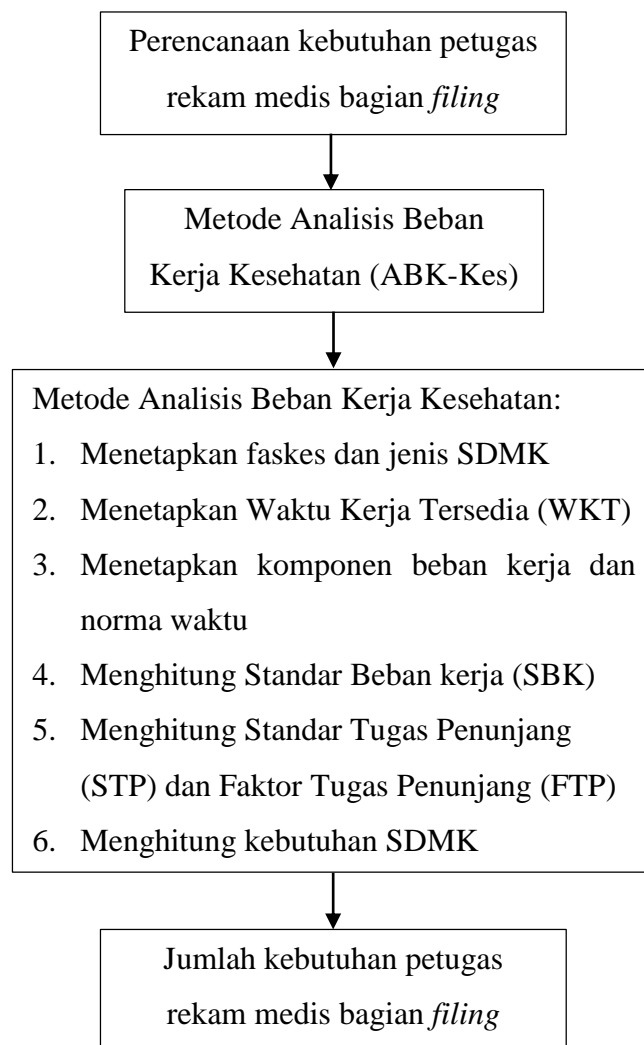 Perencanaan kebutuhan petugas
rekam medis bagian filing
Metode Analisis Beban
Kerja Kesehatan (ABK-Kes)
Metode Analisis Beban Kerja Kesehatan:
1. Menetapkan faskes dan jenis SDMK
2. Menetapkan Waktu Kerja Tersedia (WKT)
3. Menetapkan komponen beban kerja dan
norma waktu
4. Menghitung Standar Beban kerja (SBK)
5. Menghitung Standar Tugas Penunjang
(STP) dan Faktor Tugas Penunjang (FTP)
6. Menghitung kebutuhan SDMK
Jumlah kebutuhan petugas
rekam medis bagian filing